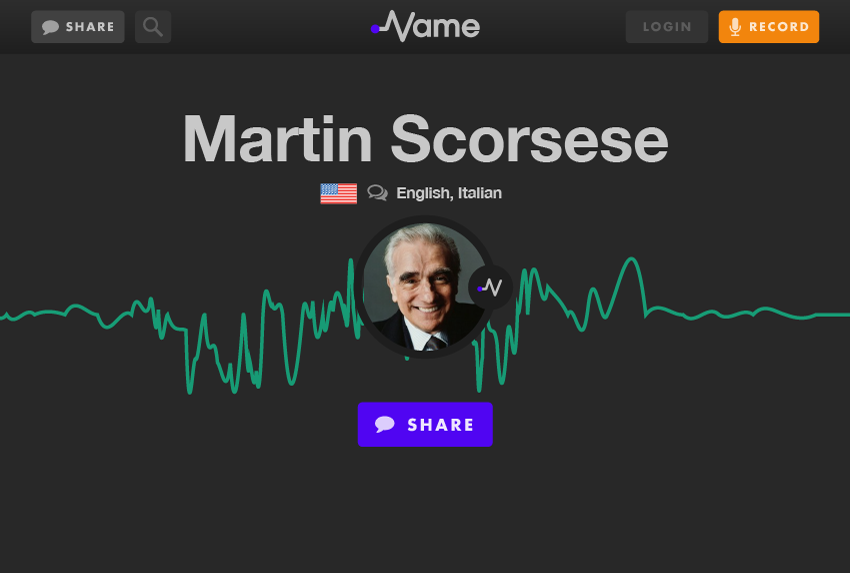 SHARE
Name
LOGIN
RECORD
Martin Scorsese
English, Italian
SHARE